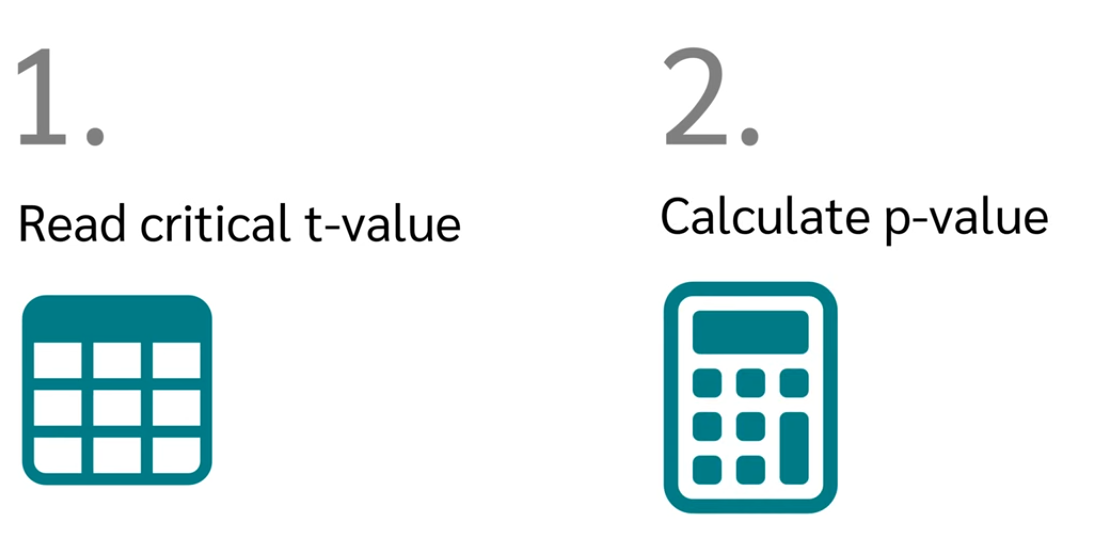 1.
Read critical t-value
2.
Calculate p-value